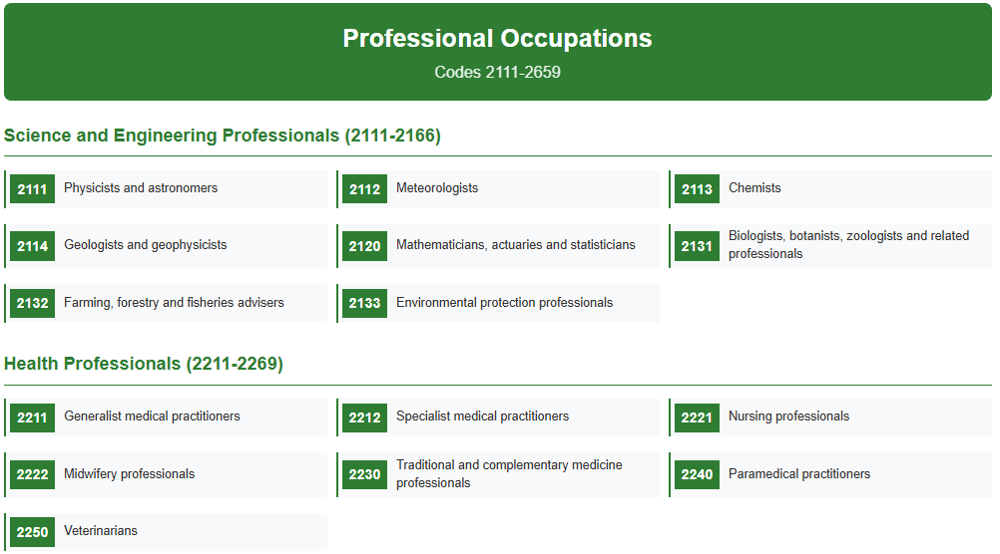 Professional Occupations
Codes 2111-2659
Science and Engineering Professionals (2111-2166)
2111 Physicists and astronomers
2112 Meteorologists
2113 Chemists
2114 Geologists and geophysicists
2120 Mathematicians, actuaries and statisticians
2131 Biologists, botanists, zoologists and related
professionals
2132 Farming, forestry and fisheries advisers
2133 Environmental protection professionals
Health Professionals (2211-2269)
2211 Generalist medical practitioners
2212 Specialist medical practitioners
2221 Nursing professionals
2222 Midwifery professionals
2230 Traditional and complementary medicine
professionals
2240 Paramedical practitioners
2250 Veterinarians